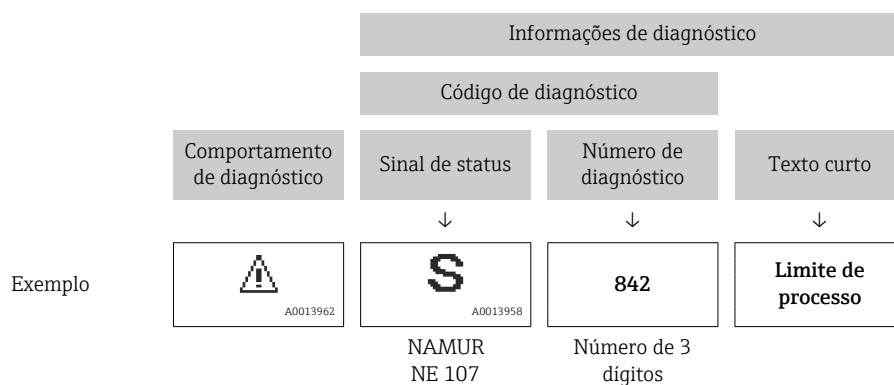 Informações de diagnóstico
Código de diagnóstico
Comportamento
de diagnóstico
Sinal de status
Número de
diagnóstico
Texto curto
↓ ↓ ↓
Exemplo
A0013962
S
A0013958
842
Limite de
processo
NAMUR
NE 107
Número de 3
dígitos